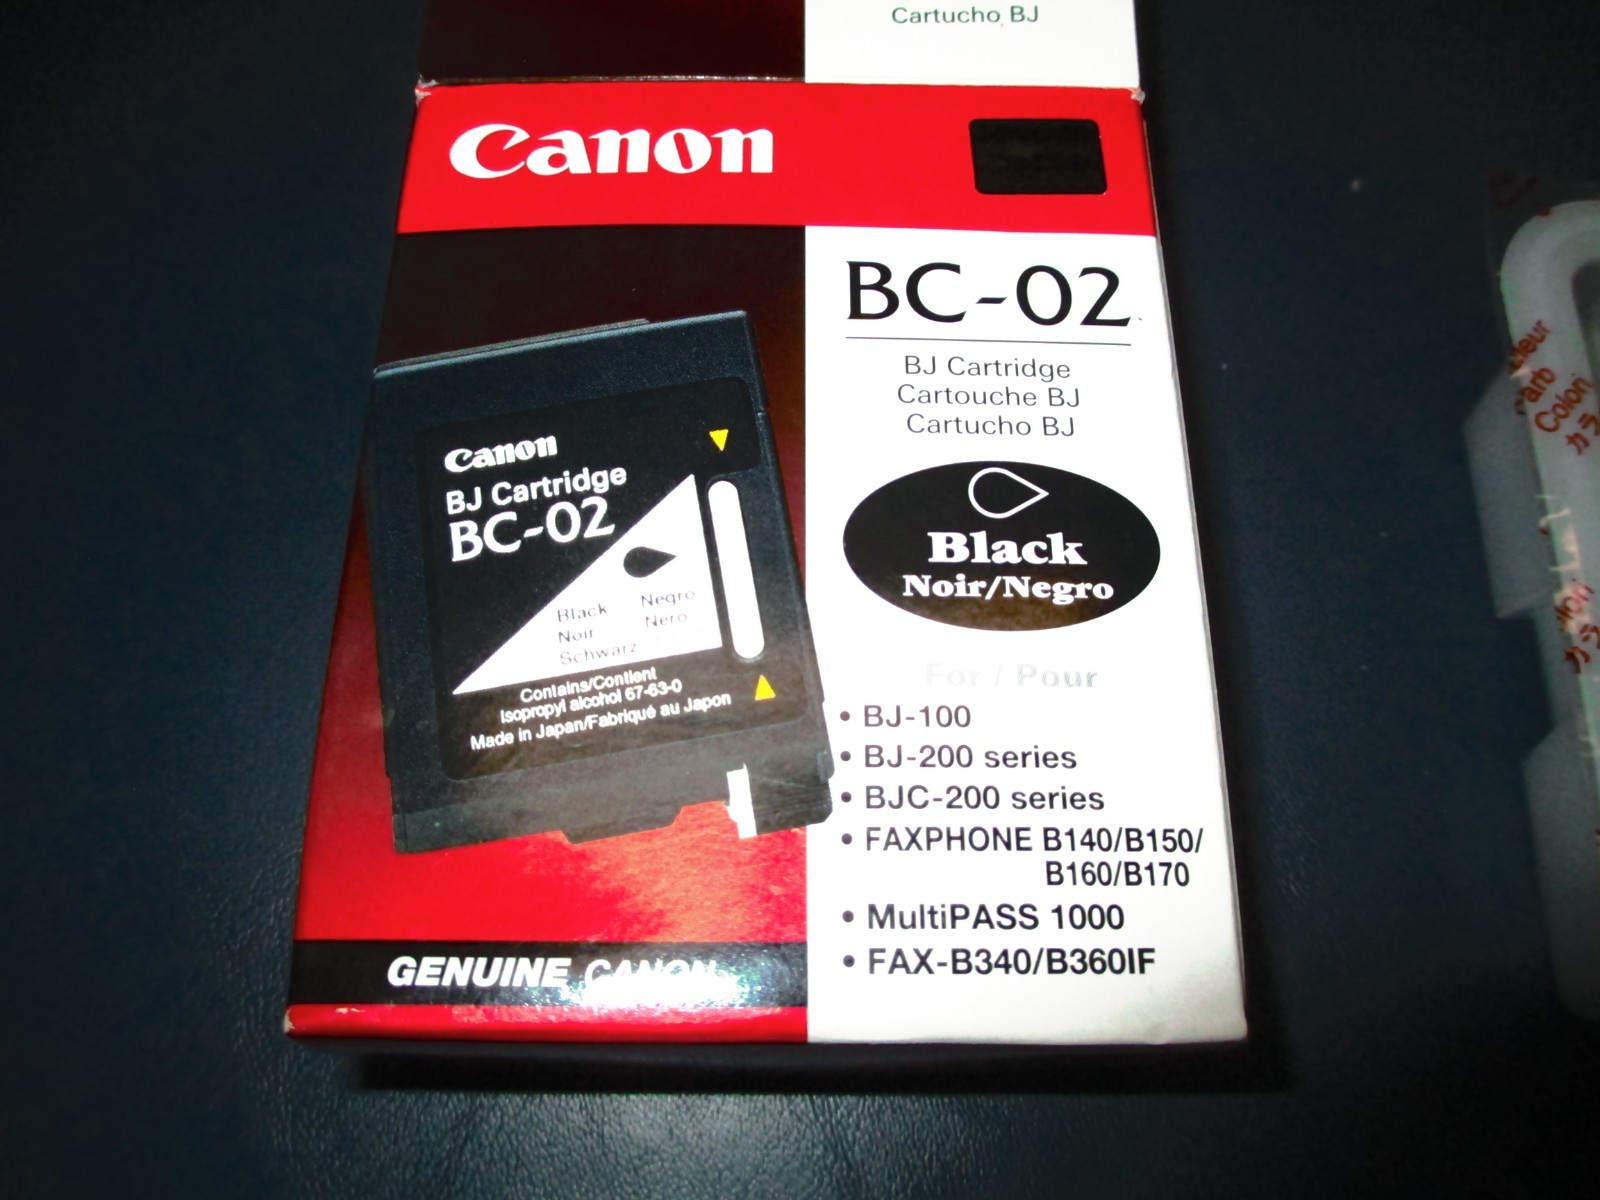 Cartucho BJ
Canon
BC-02
BJ Cartridge
Cartouche BJ
Cartucho BJ
Black
Noir/Negro
For / Pour
• BJ-100
• BJ-200 series
• BJC-200 series
• FAXPHONE B140/B150/
B160/B170
• MultiPASS 1000
• FAX-B340/B360IF
Canon
BJ Cartridge
BC-02
Black Negro
Noir Nero
Schwarz
Contains/Contient
Isopropyl alcohol 67-63-0
Made in Japan/Fabriqué au Japon
GENUINE CANON
Colori
カラ